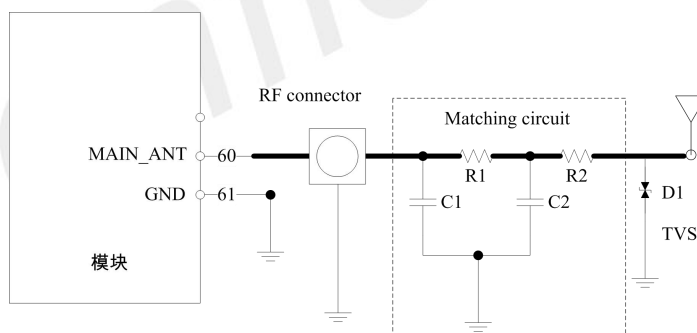 RF connector
Matching circuit
MAIN_ANT 60
R1 R2
GND 61
C1 C2 D1
TVS
模块